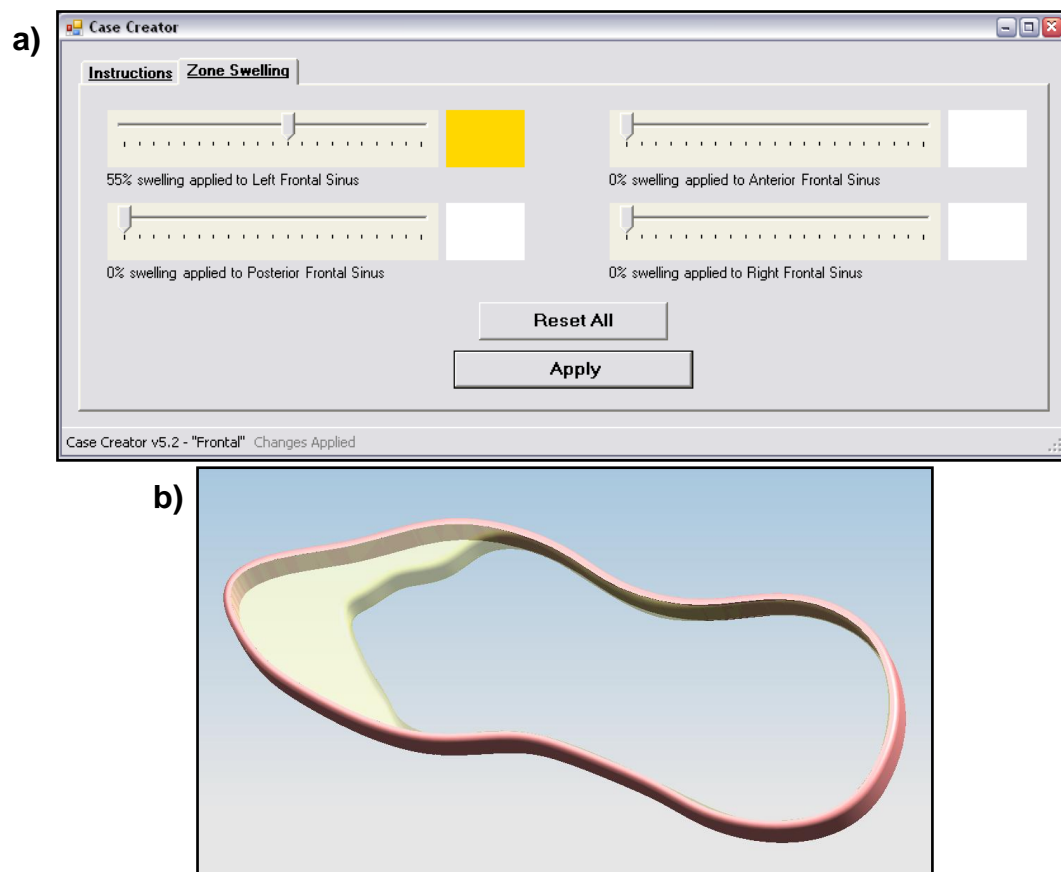 a)
Case Creator
Instructions Zone Swelling
55% swelling applied to Left Frontal Sinus
0% swelling applied to Anterior Frontal Sinus
0% swelling applied to Posterior Frontal Sinus
0% swelling applied to Right Frontal Sinus
Reset All
Apply
Case Creator v5.2 - "Frontal" Changes Applied
b)